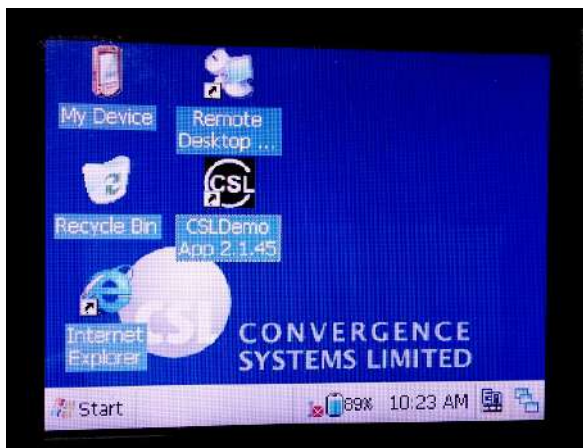 My Device
Remote
Desktop ...
Recycle Bin
CSL
CSLDemo
App 2.1.45
Internet
Explorer
CSL
CONVERGENCE
SYSTEMS LIMITED
Start
89%
10:23 AM